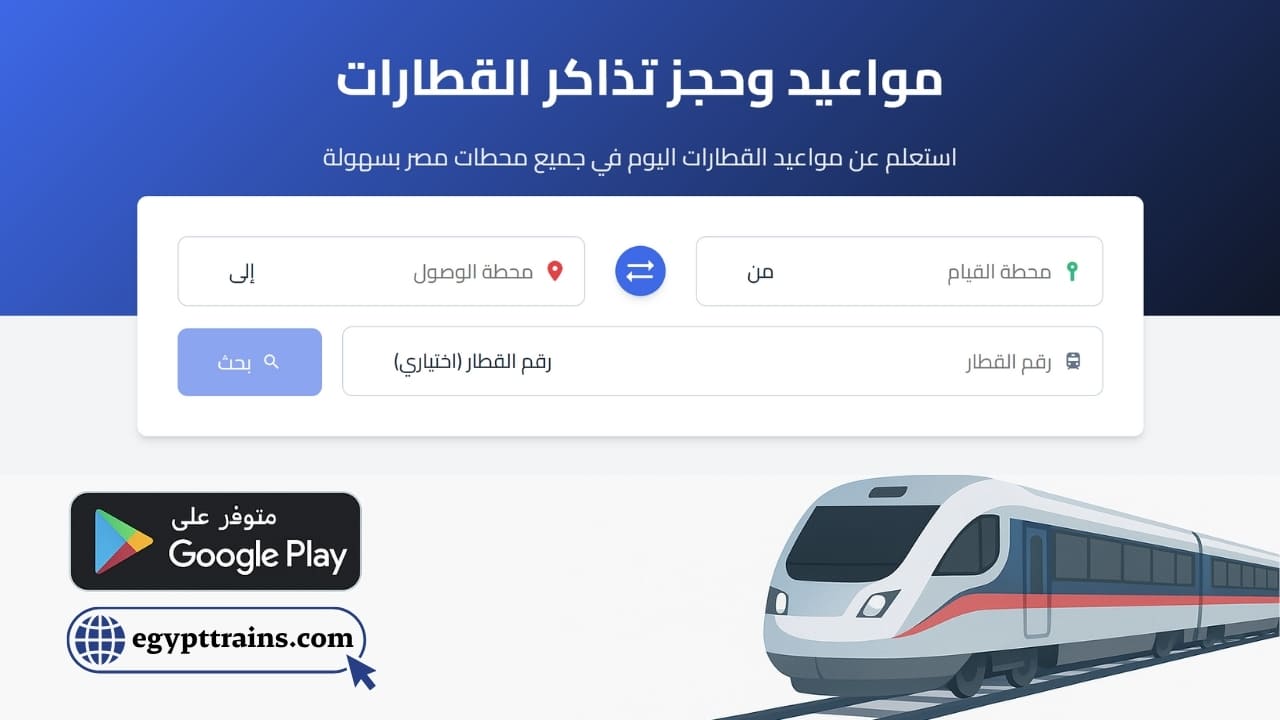 مواعيد وحجز تذاكر القطارات
استعلم عن مواعيد القطارات اليوم في جميع محطات مصر بسهولة
محطة القيام من
محطة الوصول إلى
رقم القطار رقم القطار (اختياري)
بحث
متوفر على
Google Play
egypttrains.com